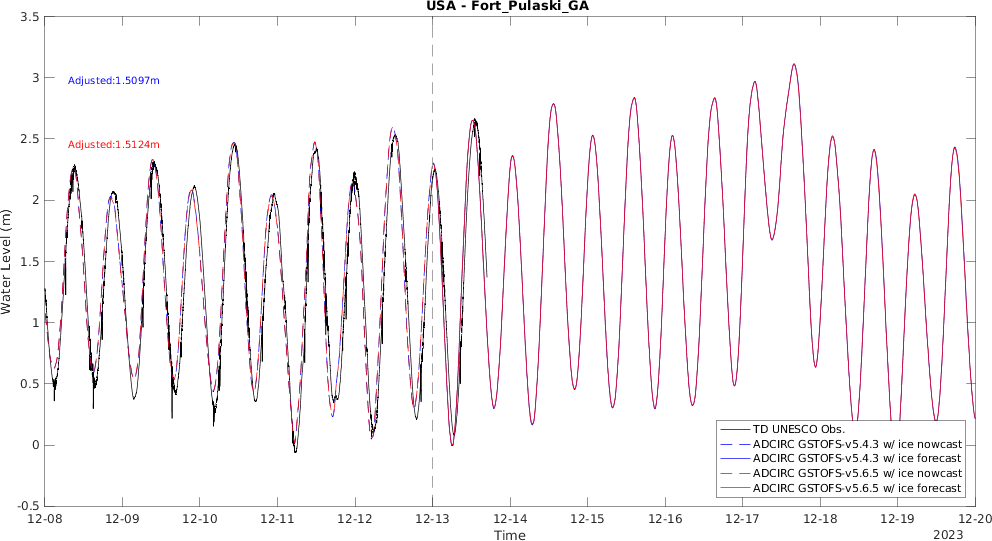 USA - Fort_Pulaski_GA
3.5
3
2.5
2
1.5
1
0.5
0
-0.5
Water Level (m)
Adjusted:1.5097m
Adjusted:1.5124m
TD UNESCO Obs.
ADCIRC GSTOFS-v5.4.3 w/ ice nowcast
ADCIRC GSTOFS-v5.4.3 w/ ice forecast
ADCIRC GSTOFS-v5.6.5 w/ ice nowcast
ADCIRC GSTOFS-v5.6.5 w/ ice forecast
12-08 12-09 12-10 12-11 12-12 12-13 12-14 12-15 12-16 12-17 12-18 12-19 12-20
Time
2023